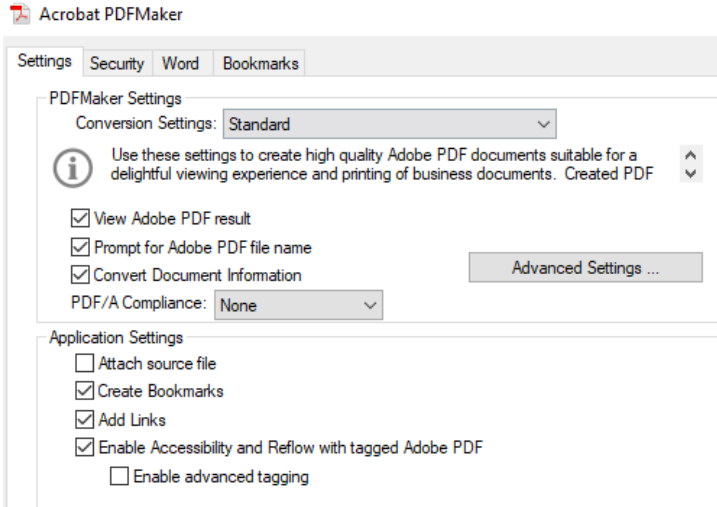 Acrobat PDFMaker
Settings Security Word Bookmarks
PDFMaker Settings
Conversion Settings: Standard
Use these settings to create high quality Adobe PDF documents suitable for a
delightful viewing experience and printing of business documents. Created PDF
View Adobe PDF result
Prompt for Adobe PDF file name
Convert Document Information
Advanced Settings ...
PDF/A Compliance: None
Application Settings
Attach source file
Create Bookmarks
Add Links
Enable Accessibility and Reflow with tagged Adobe PDF
Enable advanced tagging